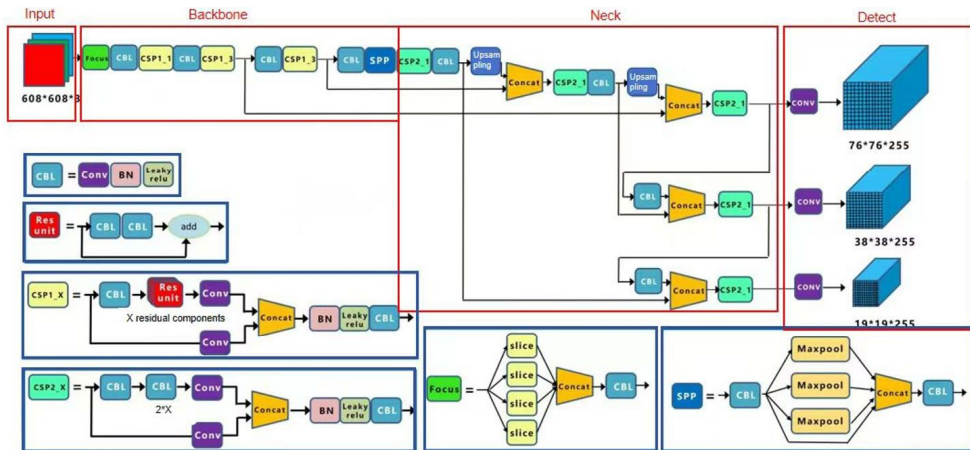 Input
Backbone
Neck
Detect
608*608*3
Focus CBL CSP1_1 CBL CSP1_3 CBL CSP1_3 CBL SPP CSP2_1 CBL
Upsam
pling
Concat
CSP2_1 CBL
Upsam
pling
Concat
CSP2_1
CONV
76*76*255
CBL
Concat
CSP2_1
CONV
38*38*255
CBL
Concat
CSP2_1
CONV
19*19*255
CBL = Conv BN Leaky
relu
Res
unit = CBL CBL add
CSP1_X = CBL Res
unit Conv
X residual components
Conv
Concat
BN Leaky
relu CBL
CSP2_X = CBL CBL Conv
2*X
Conv
Concat
BN Leaky
relu CBL
Focus =
slice
slice
slice
slice
Concat
CBL
SPP = CBL
Maxpool
Maxpool
Maxpool
Concat
CBL